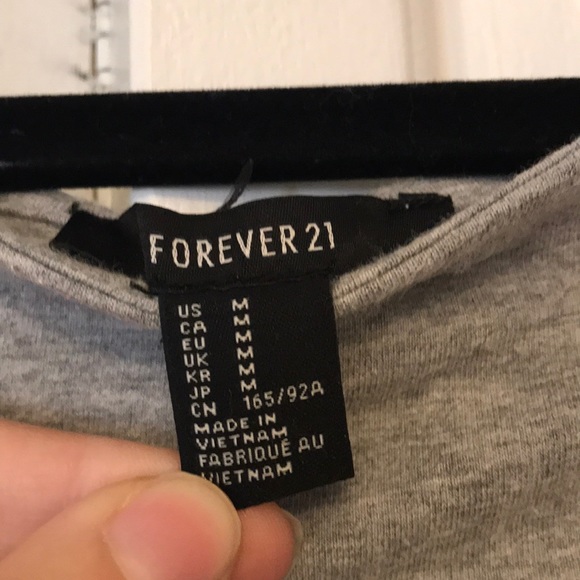 FOREVER 21
US M
CA M
EU M
UK M
KR M
JP M
CN 165/92A
MADE IN
VIETNAM
FABRIQUÉ AU
VIETNAM